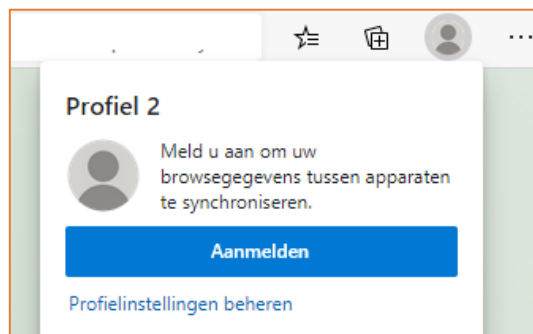 Profiel 2
Meld u aan om uw
browsegegevens tussen apparaten
te synchroniseren.
Aanmelden
Profielinstellingen beheren